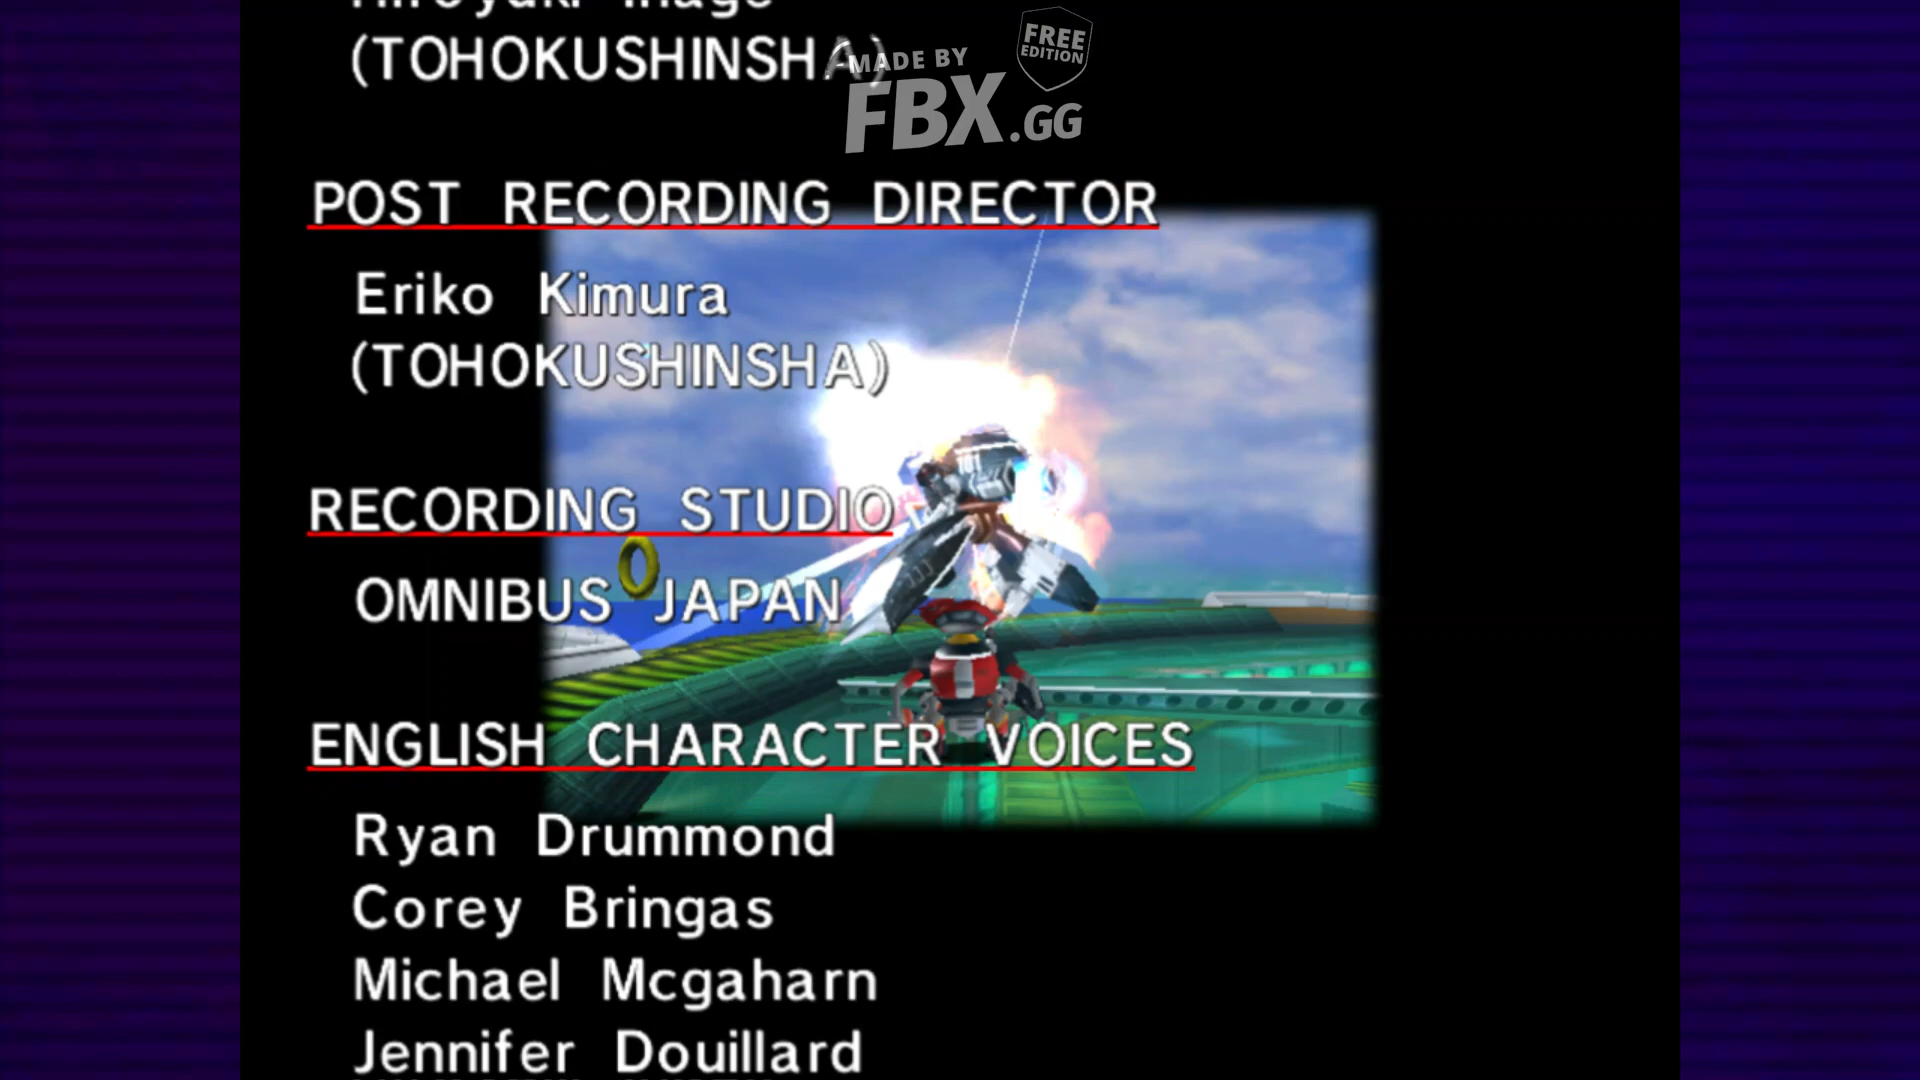 (TOHOKUSHINSHA)
MADE BY
FBX.GG
FREE
EDITION
POST RECORDING DIRECTOR
Eriko Kimura
(TOHOKUSHINSHA)
RECORDING STUDIO
OMNIBUS JAPAN
ENGLISH CHARACTER VOICES
Ryan Drummond
Corey Bringas
Michael Mcgaharn
Jennifer Douillard